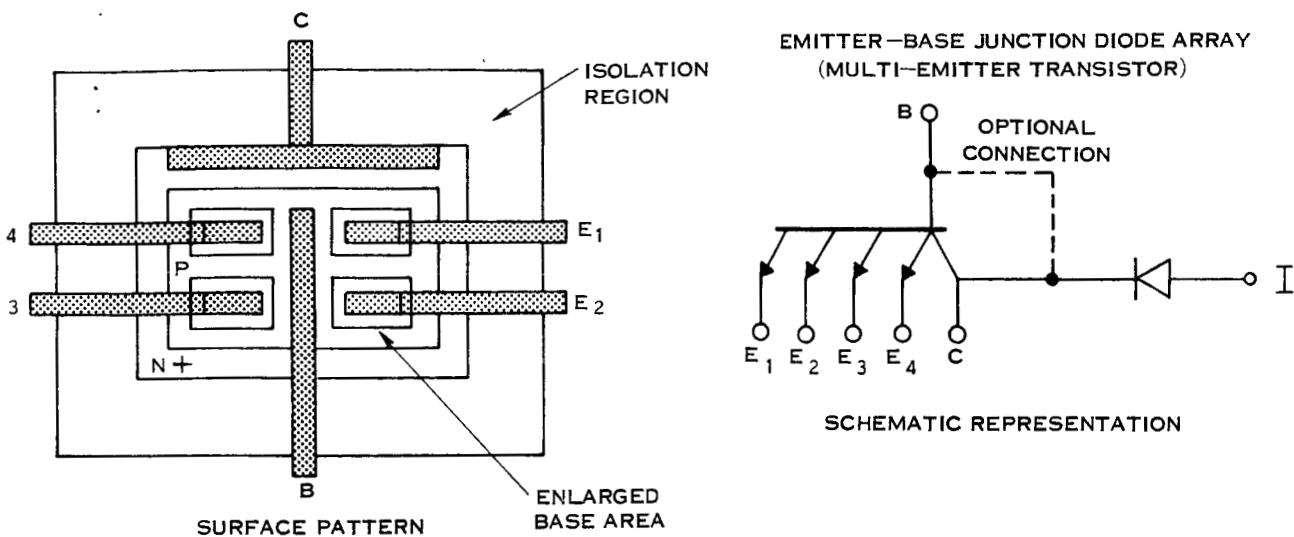 C
ISOLATION
REGION
4
E1
P
3
E2
N+
B
ENLARGED
BASE AREA
SURFACE PATTERN
EMITTER—BASE JUNCTION DIODE ARRAY
(MULTI—EMITTER TRANSISTOR)
B
OPTIONAL
CONNECTION
I
E1 E2 E3 E4 C
SCHEMATIC REPRESENTATION